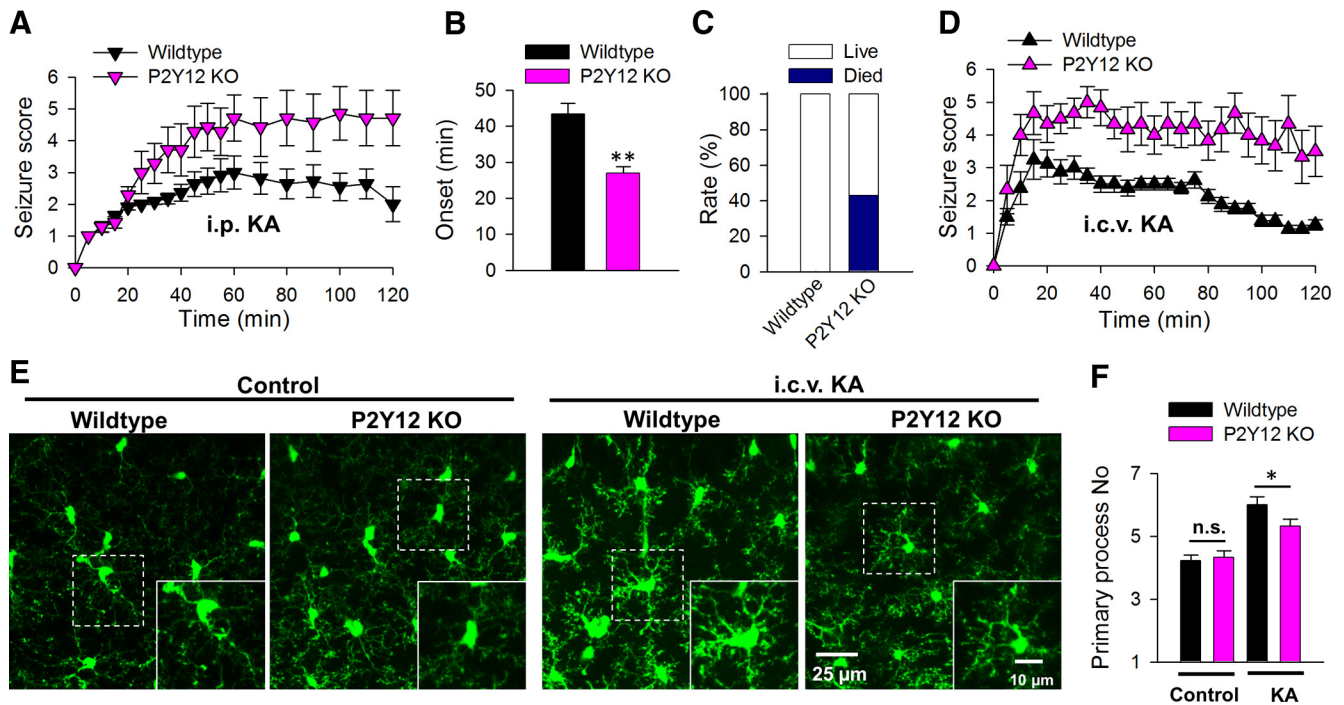 A
Wildtype
P2Y12 KO
Seizure score
6
5
4
3
2
1
0
i.p. KA
0 20 40 60 80 100 120
Time (min)
B
Wildtype
P2Y12 KO
Onset (min)
50
40
30
20
10
0
**
C
Live
Died
Rate (%)
100
80
60
40
20
0
Wildtype
P2Y12 KO
D
Wildtype
P2Y12 KO
Seizure score
6
5
4
3
2
1
0
i.c.v. KA
0 20 40 60 80 100 120
Time (min)
E
Control
i.c.v. KA
Wildtype
P2Y12 KO
Wildtype
P2Y12 KO
25 µm
10 µm
F
Wildtype
P2Y12 KO
Primary process No
7
5
3
1
n.s.
*
Control
KA